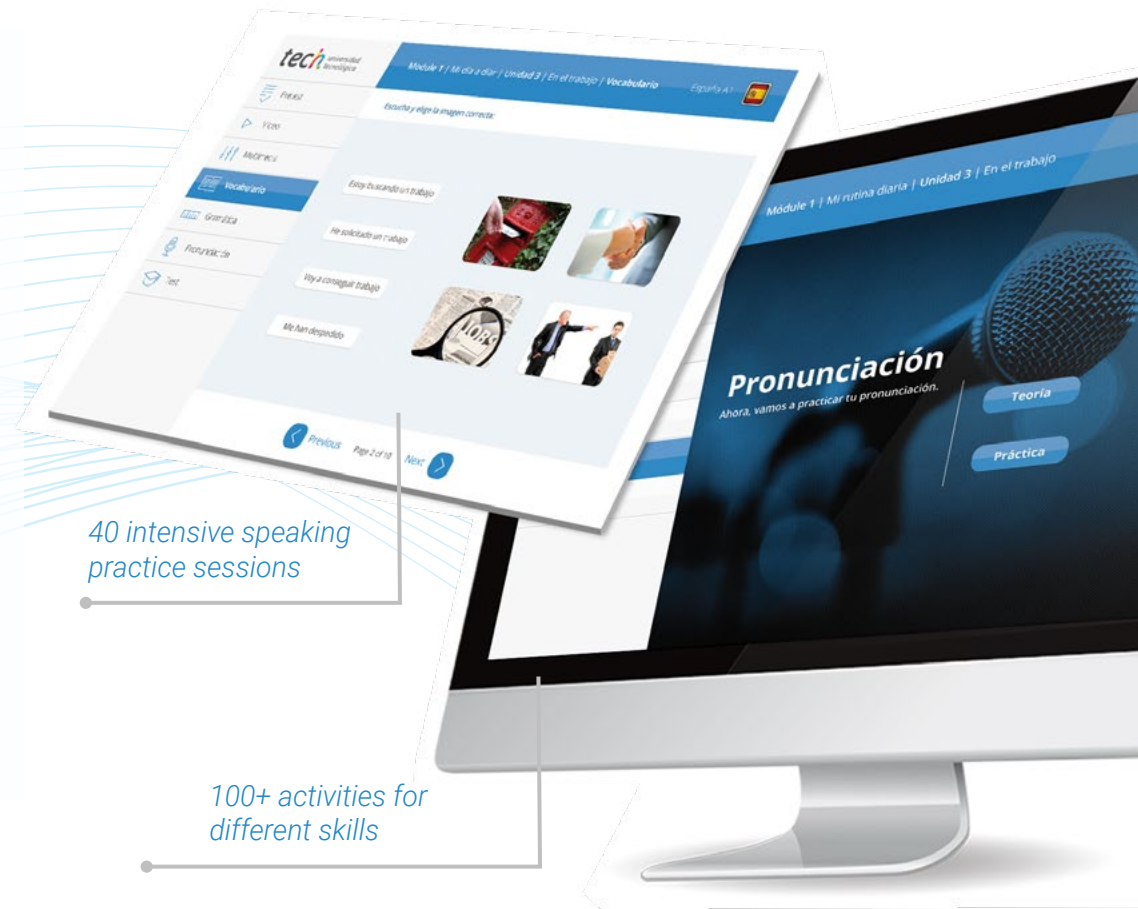 tech universidad
tecnológica
Module 1 | Mi día a diar | Unidad 3 | En el trabajo | Vocabulario
España A1
Escucha y elige la imagen correcta:
Vídeo
Vocabulario
Gramática
Pronunciación
Test
Estoy buscando un trabajo
He solicitado un trabajo
Voy a conseguir trabajo
Me han despedido
JOBS
Previous
Page 2 of 10
Next
Módule 1 | Mi rutina diaria | Unidad 3 | En el trabajo
Pronunciación
Ahora, vamos a practicar tu pronunciación.
Teoría
Práctica
40 intensive speaking
practice sessions
100+ activities for
different skills